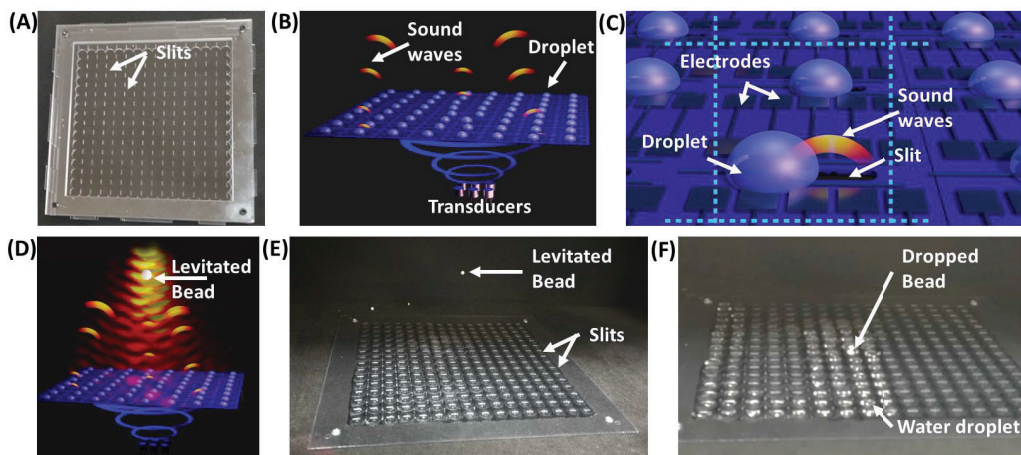 (A)
Slits
(B)
Sound
waves
Droplet
Transducers
(C)
Electrodes
Sound
waves
Droplet
Slit
(D)
Levitated
Bead
(E)
Levitated
Bead
Slits
(F)
Dropped
Bead
Water droplet